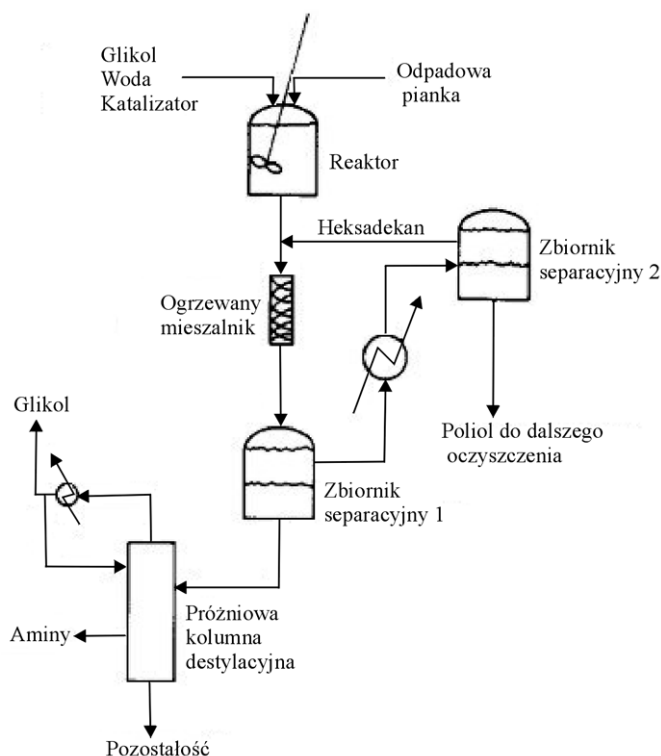 Glikol
Woda
Katalizator
Odpadowa
pianka
Reaktor
Heksadekan
Zbiornik
separacyjny 2
Ogrzewany
mieszalnik
Glikol
Poliol do dalszego
oczyszczenia
Zbiornik
separacyjny 1
Próżniowa
kolumna
destylacyjna
Aminy
Pozostałość